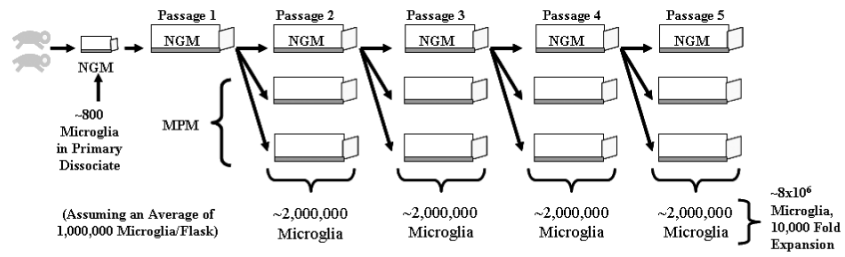 Passage 1
Passage 2
Passage 3
Passage 4
Passage 5
NGM
NGM
NGM
NGM
NGM
NGM
~800
Microglia
in Primary
Dissociate
MPM
(Assuming an Average of
1,000,000 Microglia/Flask)
~2,000,000
Microglia
~2,000,000
Microglia
~2,000,000
Microglia
~2,000,000
Microglia
~8x10⁶
Microglia,
10,000 Fold
Expansion